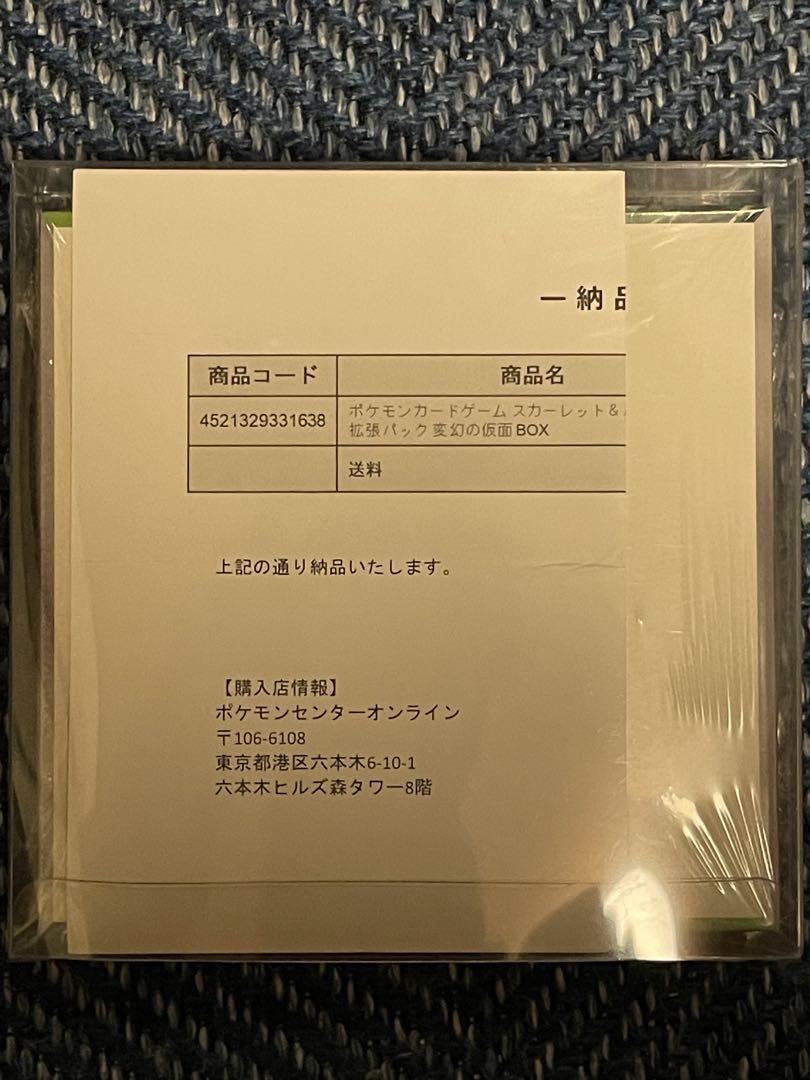 一 納 品
商品コード 商品名
4521329331638 ポケモンカードゲーム スカーレット＆
拡張パック 変幻の仮面 BOX
送料
上記の通り納品いたします。
【購入店情報】
ポケモンセンターオンライン
〒106-6108
東京都港区六本木6-10-1
六本木ヒルズ森タワー8階